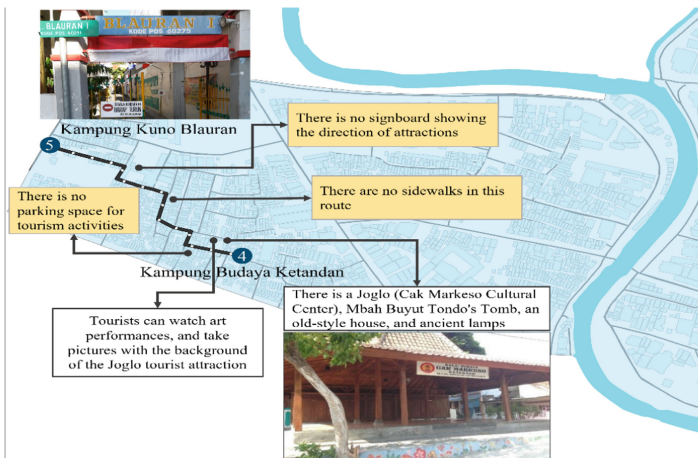 BLAURAN I
BLAURAN I
KODE POS 60275
Kampung Kuno Blauran
There is no signboard showing
the direction of attractions
5
There is no
parking space for
tourism activities
There are no sidewalks in this
route
4
Kampung Budaya Ketandan
There is a Joglo (Cak Markeso Cultural
Center), Mbah Buyut Tondo's Tomb, an
old-style house, and ancient lamps
Tourists can watch art
performances, and take
pictures with the background
of the Joglo tourist attraction
CAK MARKESO